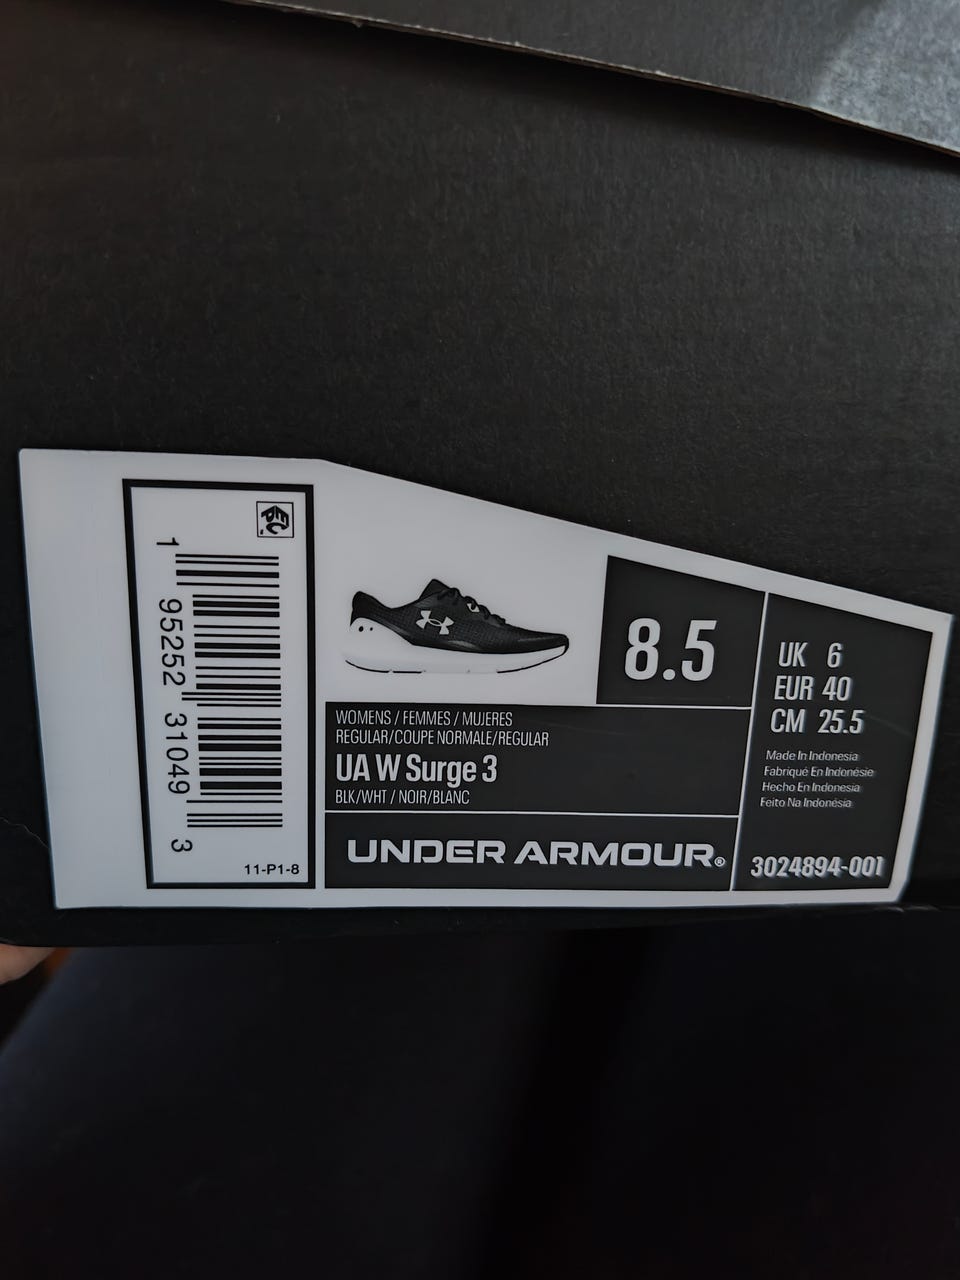 EPC
1 95252 31049 3
11-P1-8
8.5
UK 6
EUR 40
CM 25.5
WOMENS / FEMMES / MUJERES
REGULAR/COUPE NORMALE/REGULAR
UA W Surge 3
BLK/WHT / NOIR/BLANC
Made In Indonesia
Fabriqué En Indonésie
Hecho En Indonesia
Feito Na Indonésia
UNDER ARMOUR®
3024894-001